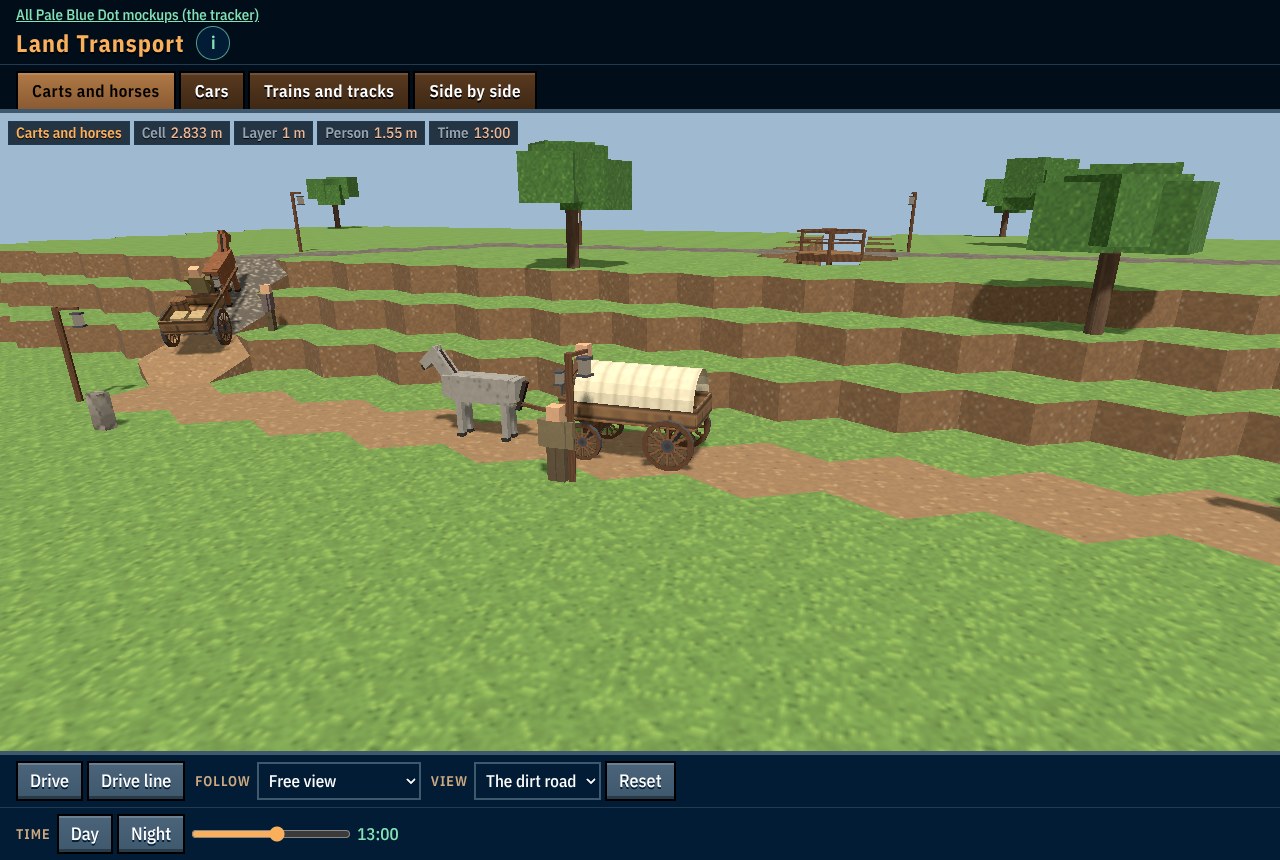 All Pale Blue Dot mockups (the tracker)
Land Transport i
Carts and horses Cars Trains and tracks Side by side
Carts and horses Cell 2.833 m Layer 1 m Person 1.55 m Time 13:00
Drive Drive line FOLLOW Free view VIEW The dirt road Reset
TIME Day Night 13:00